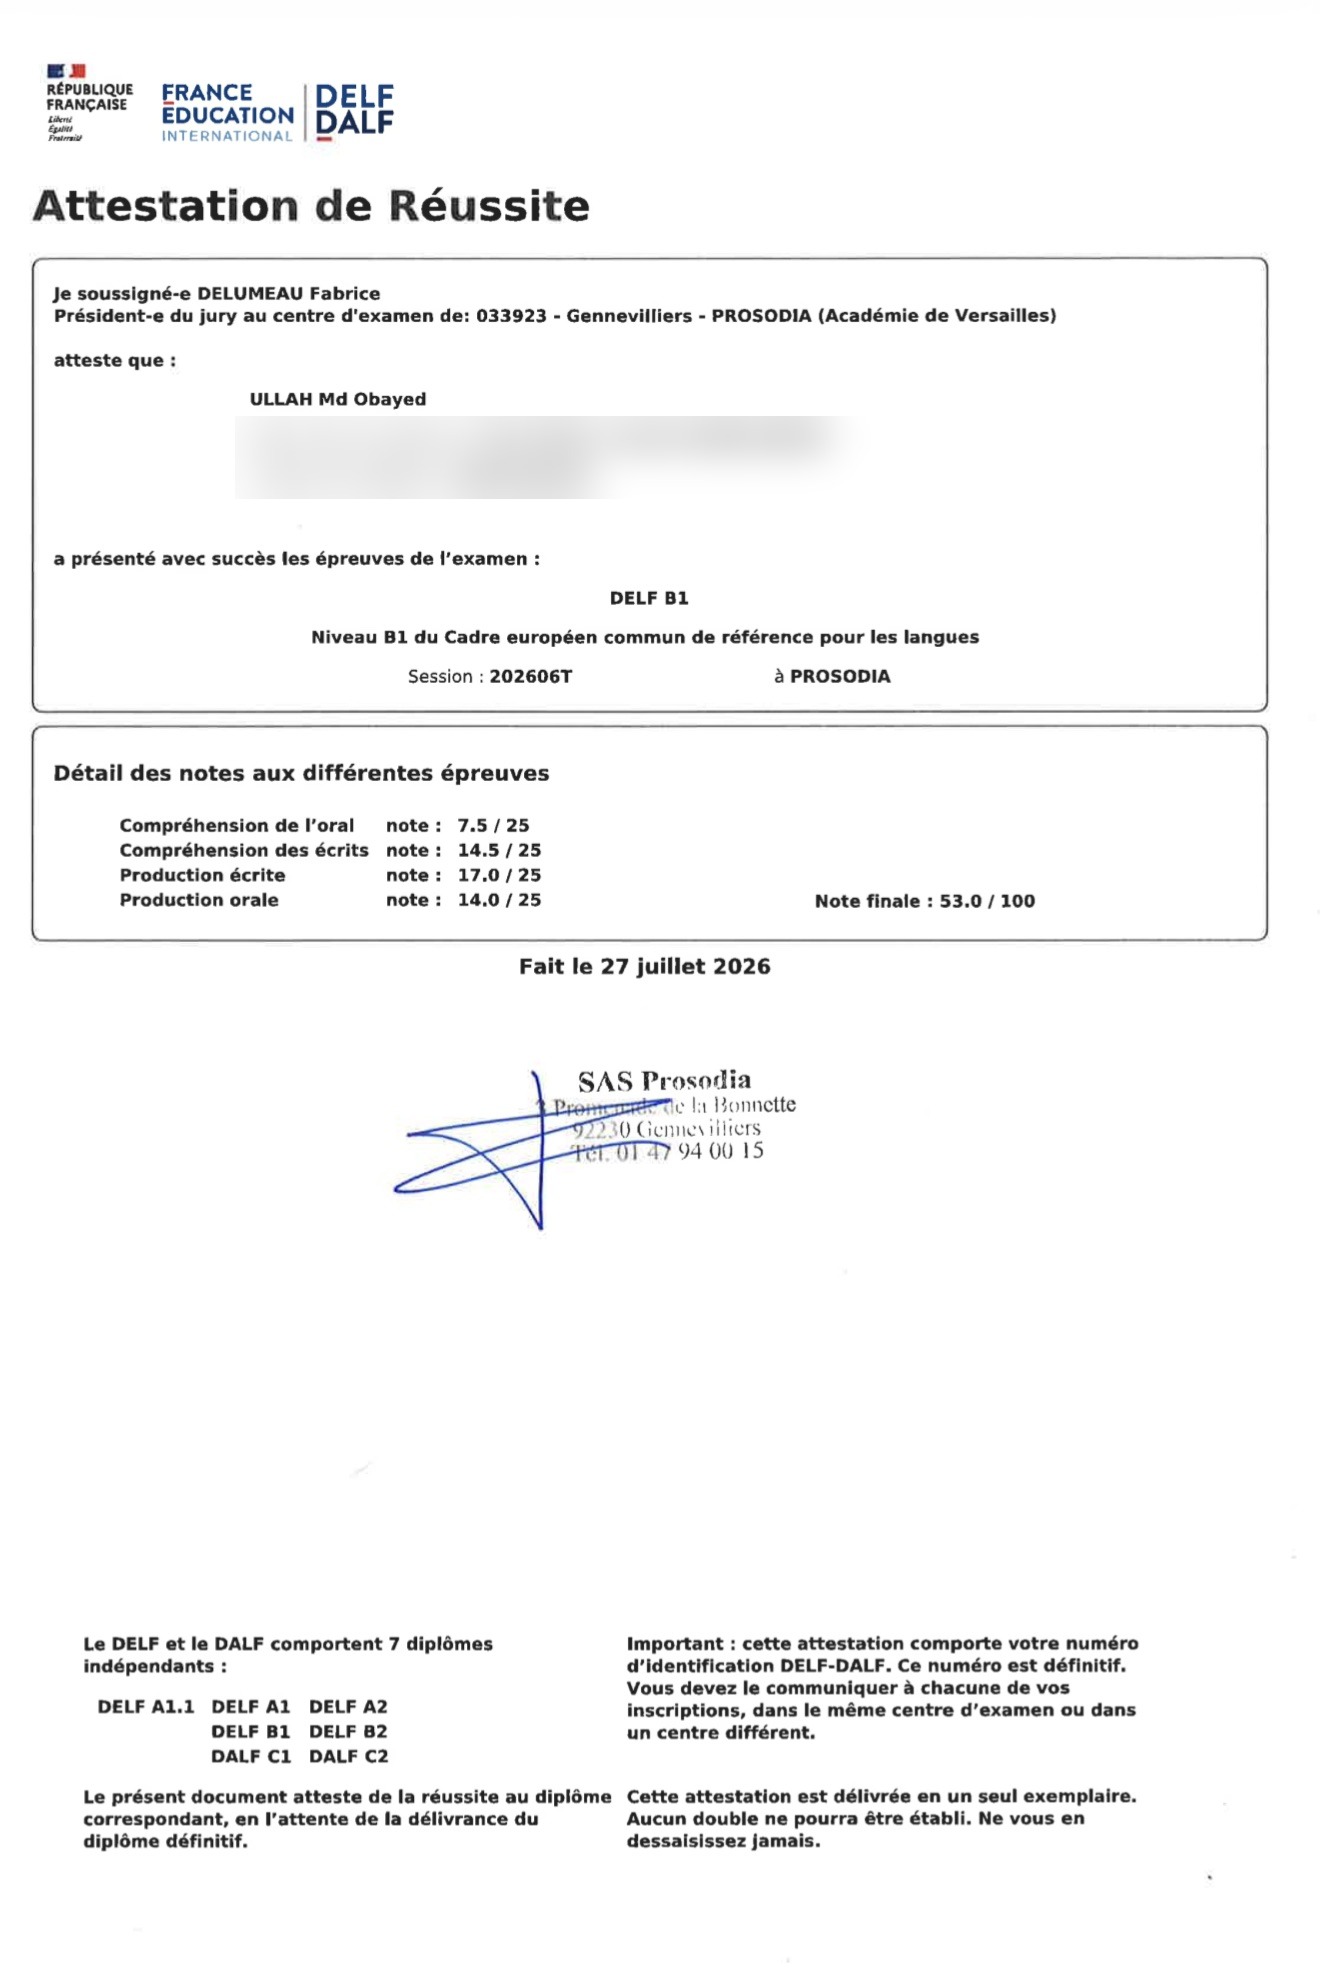 RÉPUBLIQUE
FRANÇAISE
Liberté
Égalité
Fraternité
FRANCE
ÉDUCATION
INTERNATIONAL
DELF
DALF
Attestation de Réussite
Je soussigné-e DELUMEAU Fabrice
Président-e du jury au centre d'examen de: 033923 - Gennevilliers - PROSODIA (Académie de Versailles)
atteste que :
ULLAH Md Obayed
a présenté avec succès les épreuves de l’examen :
DELF B1
Niveau B1 du Cadre européen commun de référence pour les langues
Session : 202606T à PROSODIA
Détail des notes aux différentes épreuves
Compréhension de l’oral note : 7.5 / 25
Compréhension des écrits note : 14.5 / 25
Production écrite note : 17.0 / 25
Production orale note : 14.0 / 25 Note finale : 53.0 / 100
Fait le 27 juillet 2026
SAS Prosodia
Promenade de la Bonnette
92230 Gennevilliers
Tél. 01 47 94 00 15
Le DELF et le DALF comportent 7 diplômes
indépendants :
DELF A1.1 DELF A1 DELF A2
DELF B1 DELF B2
DALF C1 DALF C2
Le présent document atteste de la réussite au diplôme
correspondant, en l’attente de la délivrance du
diplôme définitif.
Important : cette attestation comporte votre numéro
d’identification DELF-DALF. Ce numéro est définitif.
Vous devez le communiquer à chacune de vos
inscriptions, dans le même centre d’examen ou dans
un centre différent.
Cette attestation est délivrée en un seul exemplaire.
Aucun double ne pourra être établi. Ne vous en
dessaisissez jamais.